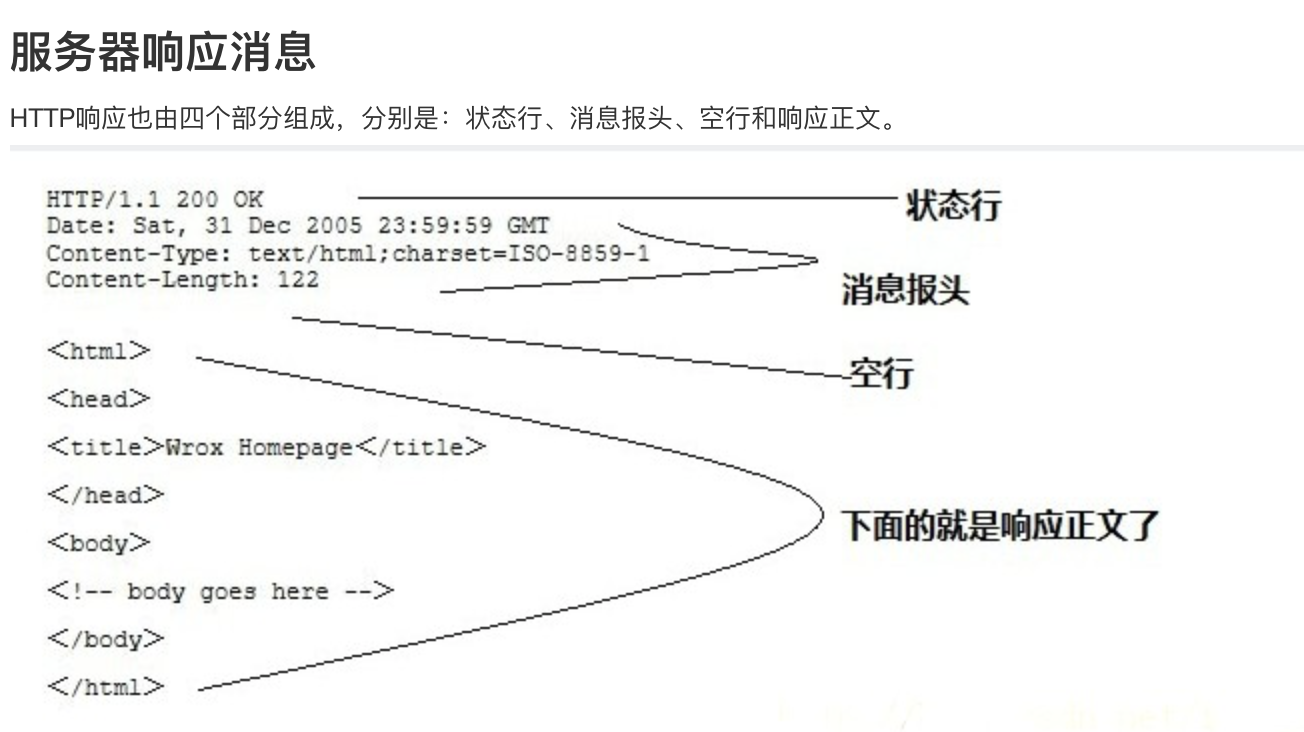 服务器响应消息
HTTP响应也由四个部分组成，分别是：状态行、消息报头、空行和响应正文。
HTTP/1.1 200 OK
状态行
Date: Sat, 31 Dec 2005 23:59:59 GMT
Content-Type: text/html;charset=ISO-8859-1
Content-Length: 122
消息报头
空行
<html>
<head>
<title>Wrox Homepage</title>
</head>
<body>
下面的就是响应正文了
<!-- body goes here -->
</body>
</html>